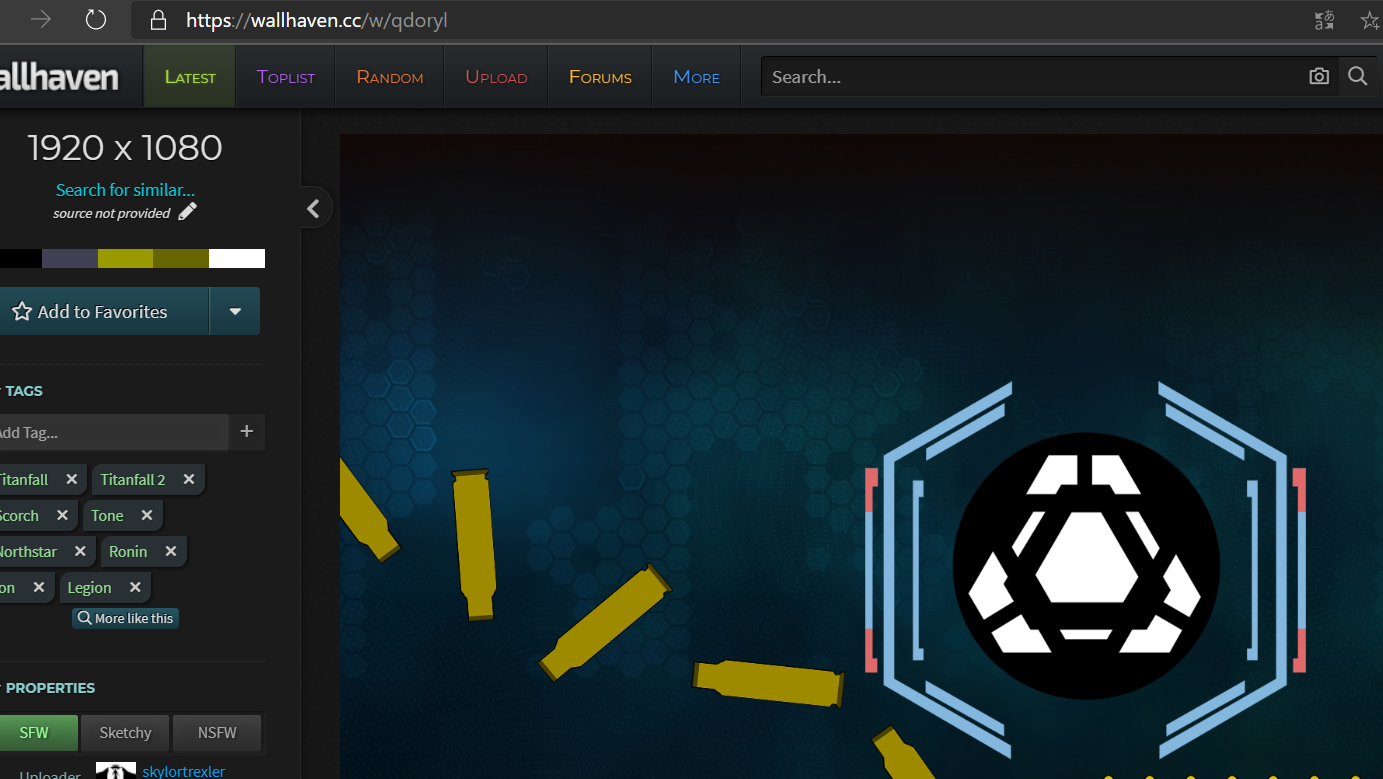 https://wallhaven.cc/w/qdoryl
allhaven
Latest
Toplist
Random
Upload
Forums
More
Search...
1920 x 1080
Search for similar...
source not provided
Add to Favorites
TAGS
Add Tag...
Titanfall
Titanfall 2
Scorch
Tone
Northstar
Ronin
on
Legion
More like this
PROPERTIES
SFW
Sketchy
NSFW
Uploader
skylortrexler